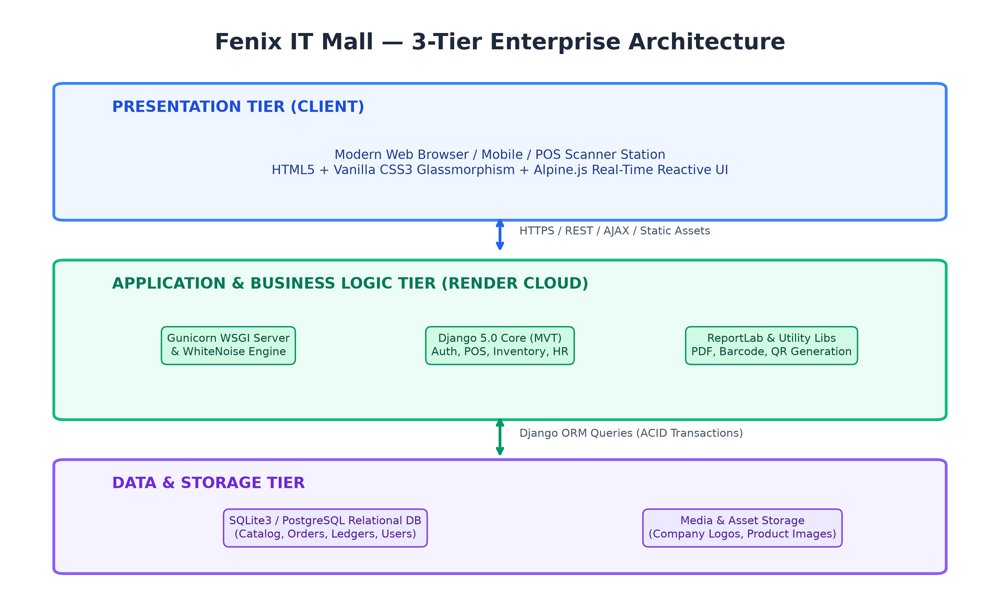 Fenix IT Mall — 3-Tier Enterprise Architecture
PRESENTATION TIER (CLIENT)
Modern Web Browser / Mobile / POS Scanner Station
HTML5 + Vanilla CSS3 Glassmorphism + Alpine.js Real-Time Reactive UI
HTTPS / REST / AJAX / Static Assets
APPLICATION & BUSINESS LOGIC TIER (RENDER CLOUD)
Gunicorn WSGI Server
& WhiteNoise Engine
Django 5.0 Core (MVT)
Auth, POS, Inventory, HR
ReportLab & Utility Libs
PDF, Barcode, QR Generation
Django ORM Queries (ACID Transactions)
DATA & STORAGE TIER
SQLite3 / PostgreSQL Relational DB
(Catalog, Orders, Ledgers, Users)
Media & Asset Storage
(Company Logos, Product Images)